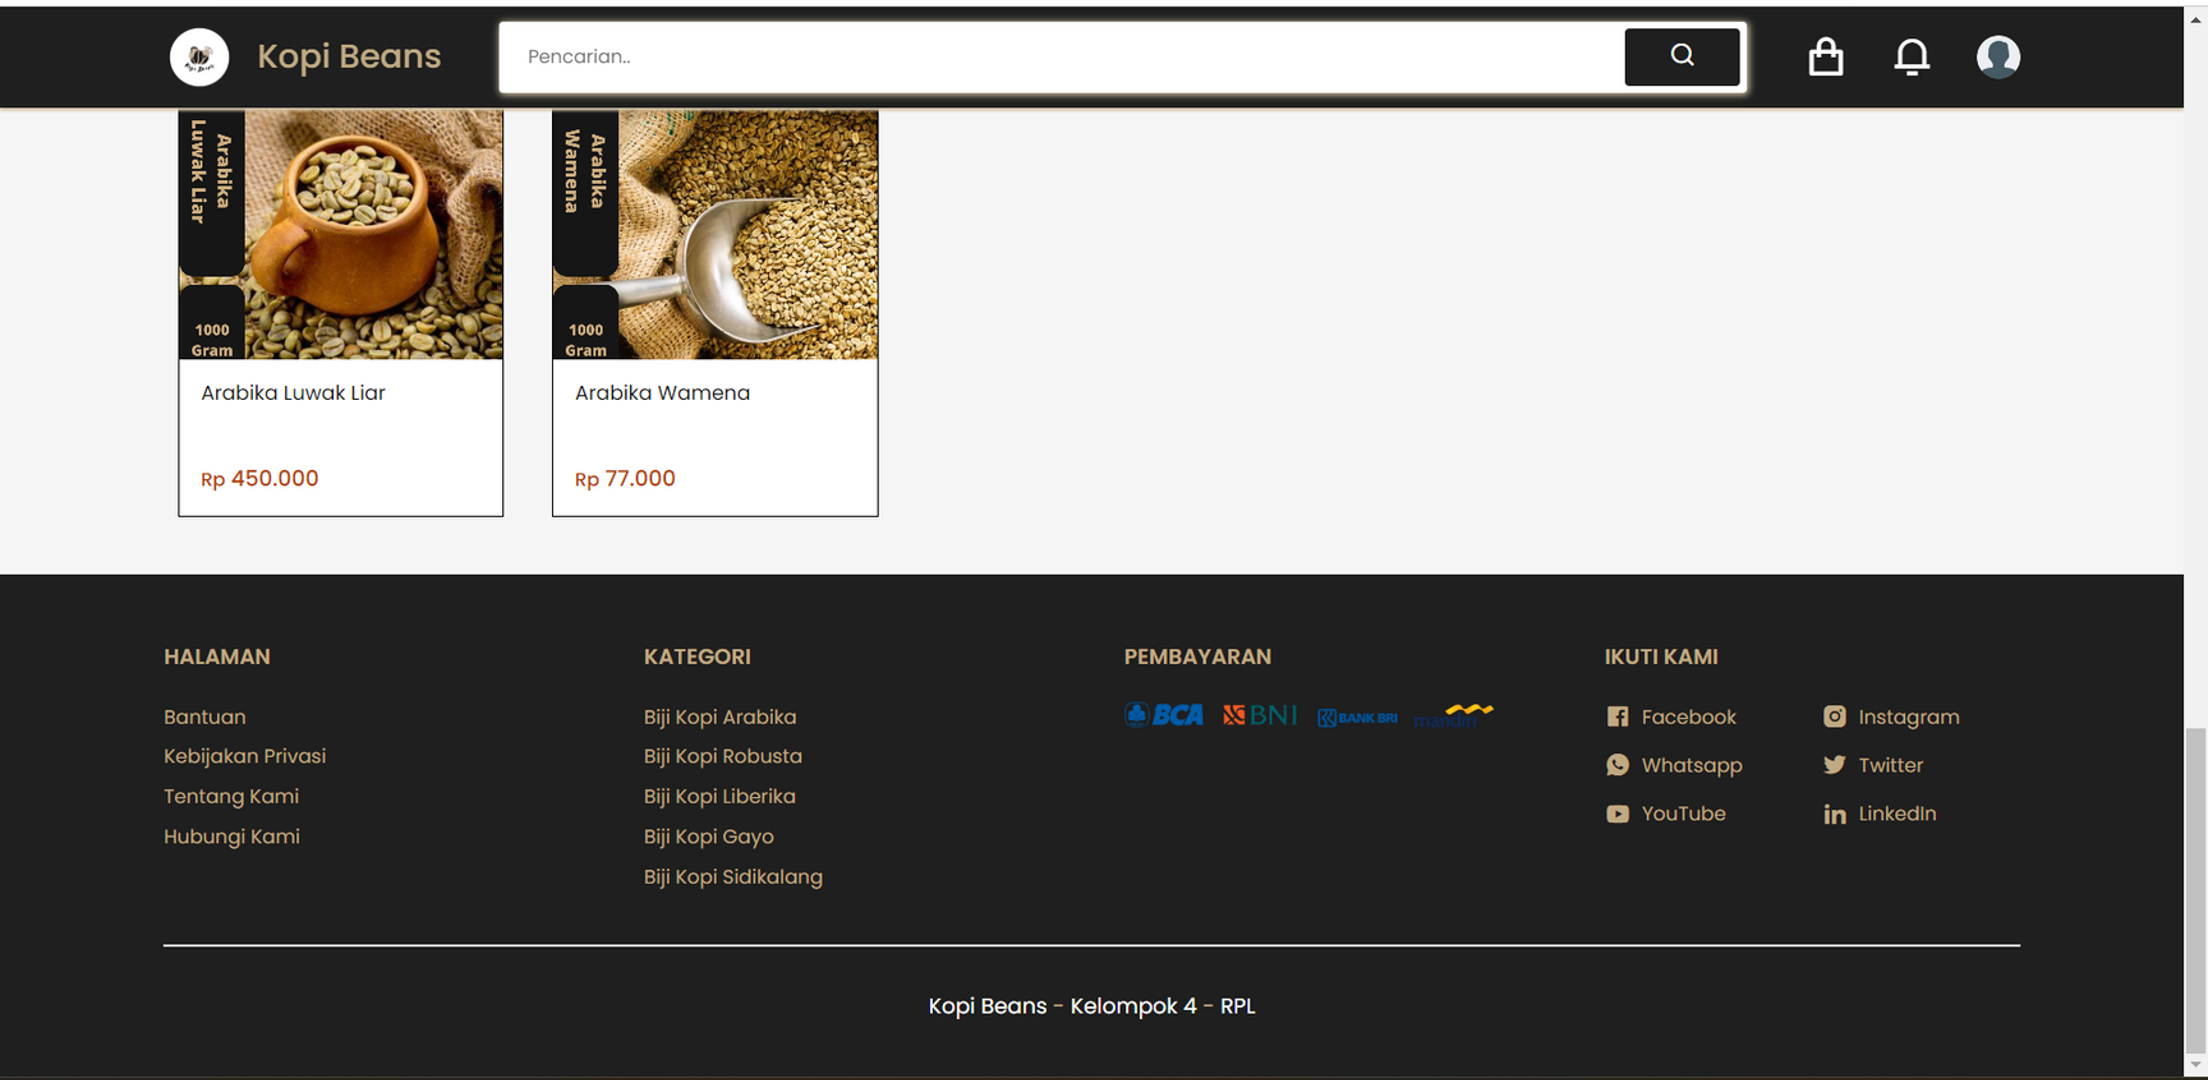 Kopi Beans
Pencarian..
Arabika
Luwak Liar
1000
Gram
Arabika
Wamena
1000
Gram
Arabika Luwak Liar
Rp 450.000
Arabika Wamena
Rp 77.000
HALAMAN
Bantuan
Kebijakan Privasi
Tentang Kami
Hubungi Kami
KATEGORI
Biji Kopi Arabika
Biji Kopi Robusta
Biji Kopi Liberika
Biji Kopi Gayo
Biji Kopi Sidikalang
PEMBAYARAN
BCA BNI BANK BRI mandiri
IKUTI KAMI
Facebook
Instagram
Whatsapp
Twitter
YouTube
LinkedIn
Kopi Beans - Kelompok 4 - RPL